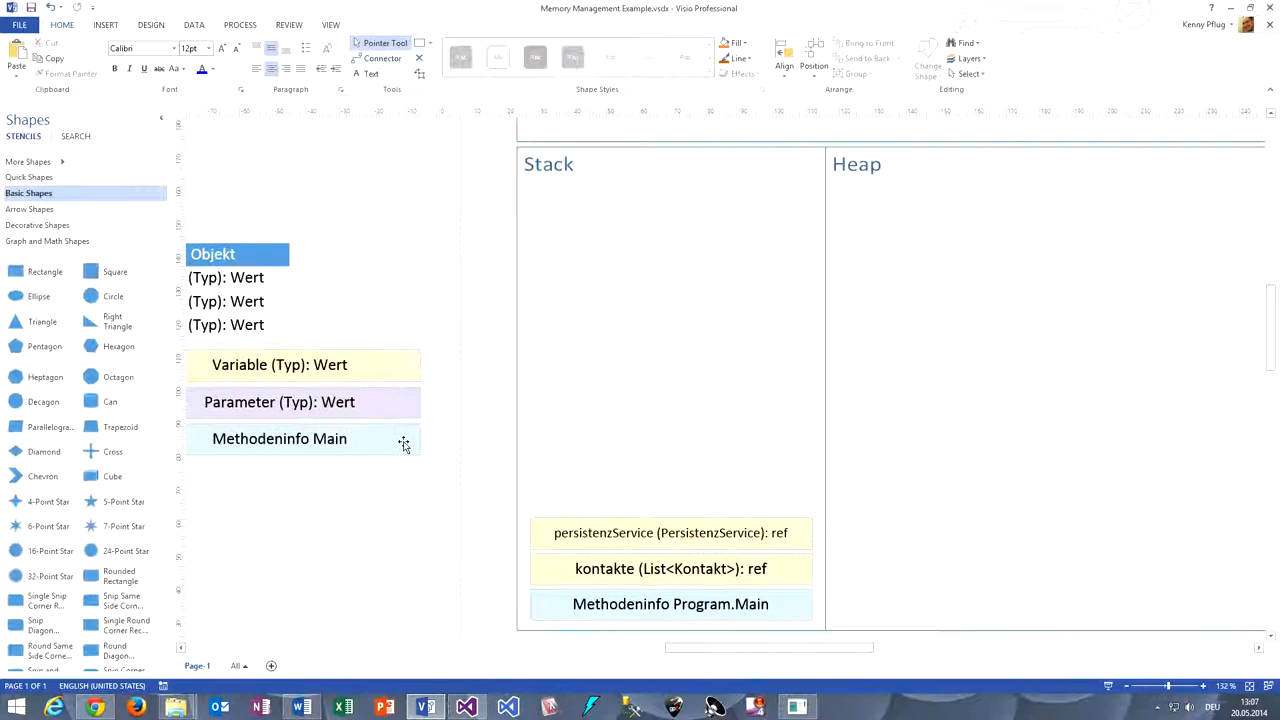 Memory Management Example.vsdx - Visio Professional
FILE HOME INSERT DESIGN DATA PROCESS REVIEW VIEW
Kenny Pflug
Cut
Copy
Format Painter
Paste
Clipboard
Calibri 12pt
Font
Paragraph
Pointer Tool
Connector
Text
Tools
Shape Styles
Fill
Line
Effects
Align
Position
Bring to Front
Send to Back
Group
Arrange
Change
Shape
Find
Layers
Select
Editing
Shapes
STENCILS SEARCH
More Shapes
Quick Shapes
Basic Shapes
Arrow Shapes
Decorative Shapes
Graph and Math Shapes
Rectangle Square
Ellipse Circle
Triangle Right
Triangle
Pentagon Hexagon
Heptagon Octagon
Decagon Can
Parallelogra... Trapezoid
Diamond Cross
Chevron Cube
4-Point Star 5-Point Star
6-Point Star 7-Point Star
16-Point Star 24-Point Star
32-Point Star Rounded
Rectangle
Single Snip
Corner R...
Snip Same
Side Corn...
Snip
Diagon...
Single Round
Corner Rec...
Round Same
Side Corn...
Round
Diagon...
Objekt
(Typ): Wert
(Typ): Wert
(Typ): Wert
Variable (Typ): Wert
Parameter (Typ): Wert
Methodeninfo Main
Stack
Heap
persistenzService (PersistenzService): ref
kontakte (List<Kontakt>): ref
Methodeninfo Program.Main
Page-1 All
PAGE 1 OF 1 ENGLISH (UNITED STATES)
132 %
DEU
13:07
20.05.2014